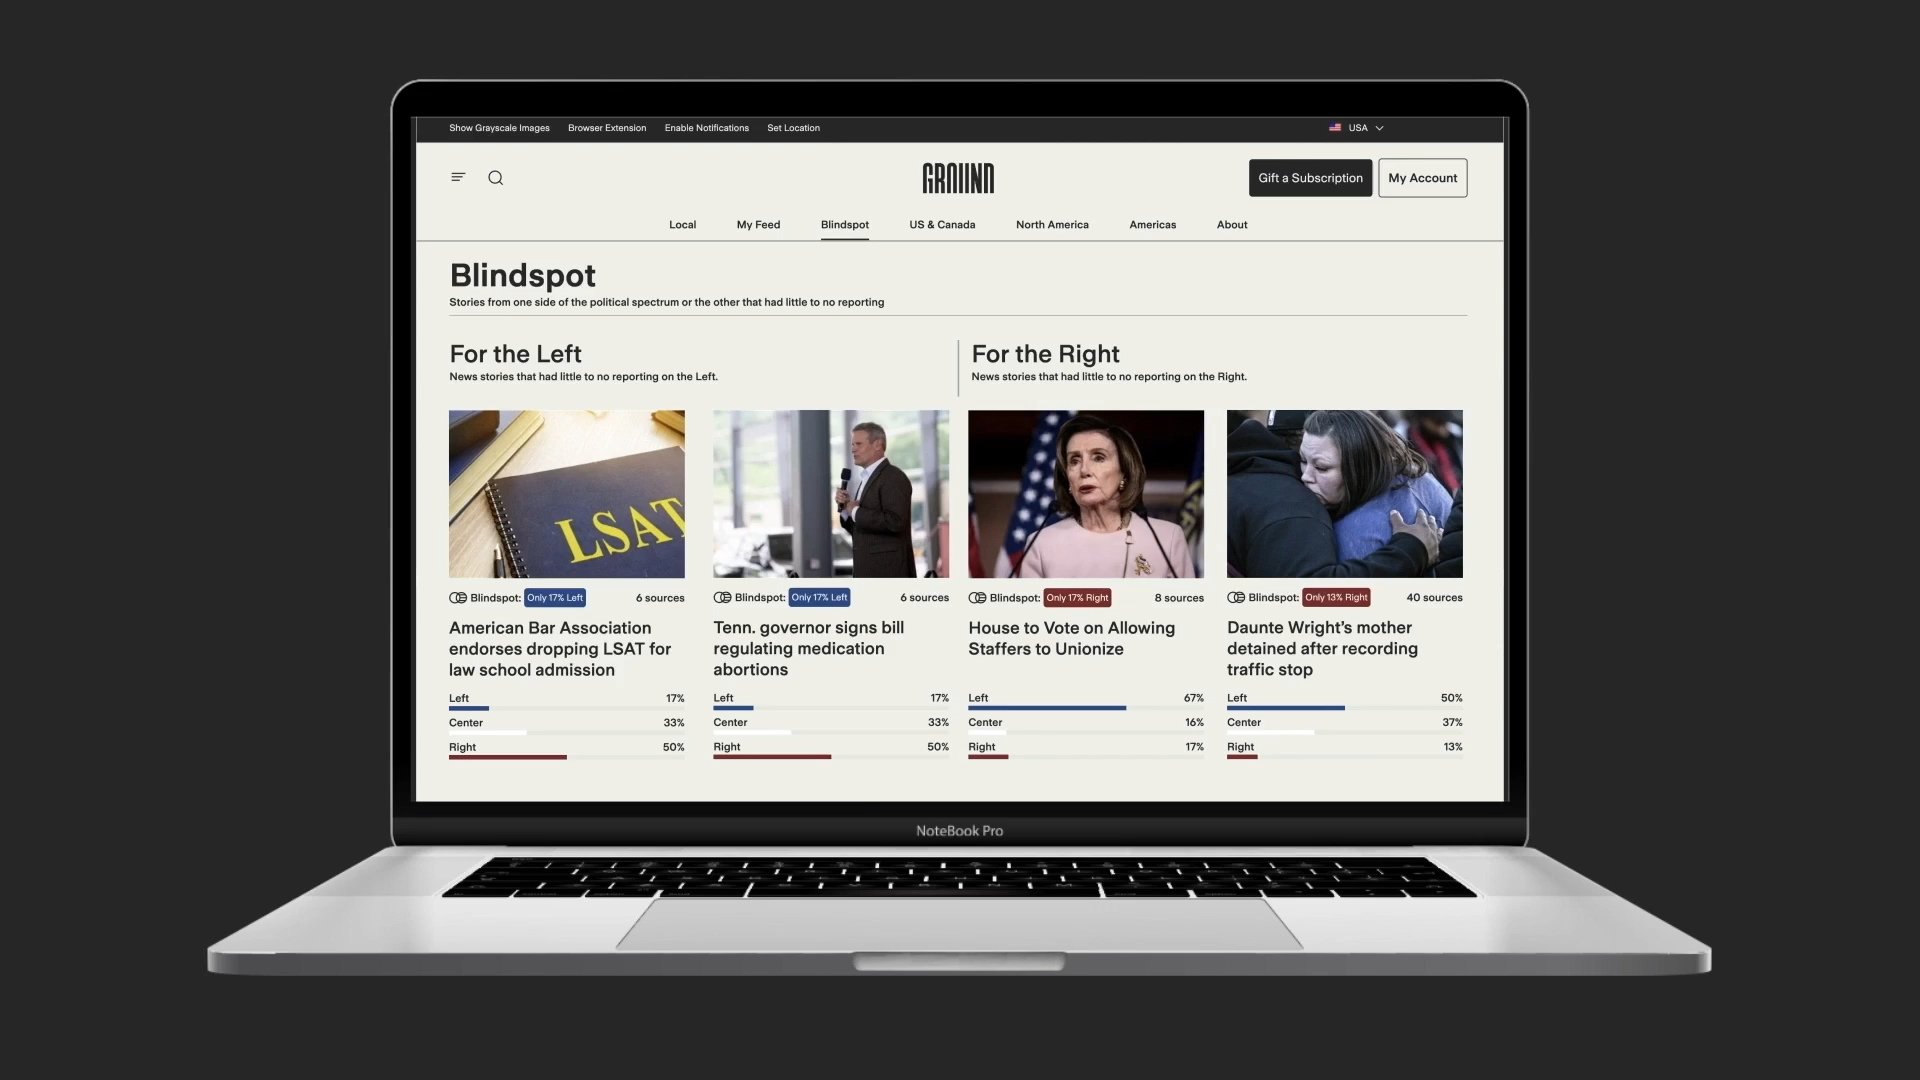 Show Grayscale Images Browser Extension Enable Notifications Set Location USA
GROUND
Gift a Subscription My Account
Local My Feed Blindspot US & Canada North America Americas About
Blindspot
Stories from one side of the political spectrum or the other that had little to no reporting
For the Left
News stories that had little to no reporting on the Left.
For the Right
News stories that had little to no reporting on the Right.
LSAT
Blindspot: Only 17% Left 6 sources
American Bar Association
endorses dropping LSAT for
law school admission
Left 17%
Center 33%
Right 50%
Blindspot: Only 17% Left 6 sources
Tenn. governor signs bill
regulating medication
abortions
Left 17%
Center 33%
Right 50%
Blindspot: Only 17% Right 8 sources
House to Vote on Allowing
Staffers to Unionize
Left 67%
Center 16%
Right 17%
Blindspot: Only 13% Right 40 sources
Daunte Wright's mother
detained after recording
traffic stop
Left 50%
Center 37%
Right 13%
NoteBook Pro